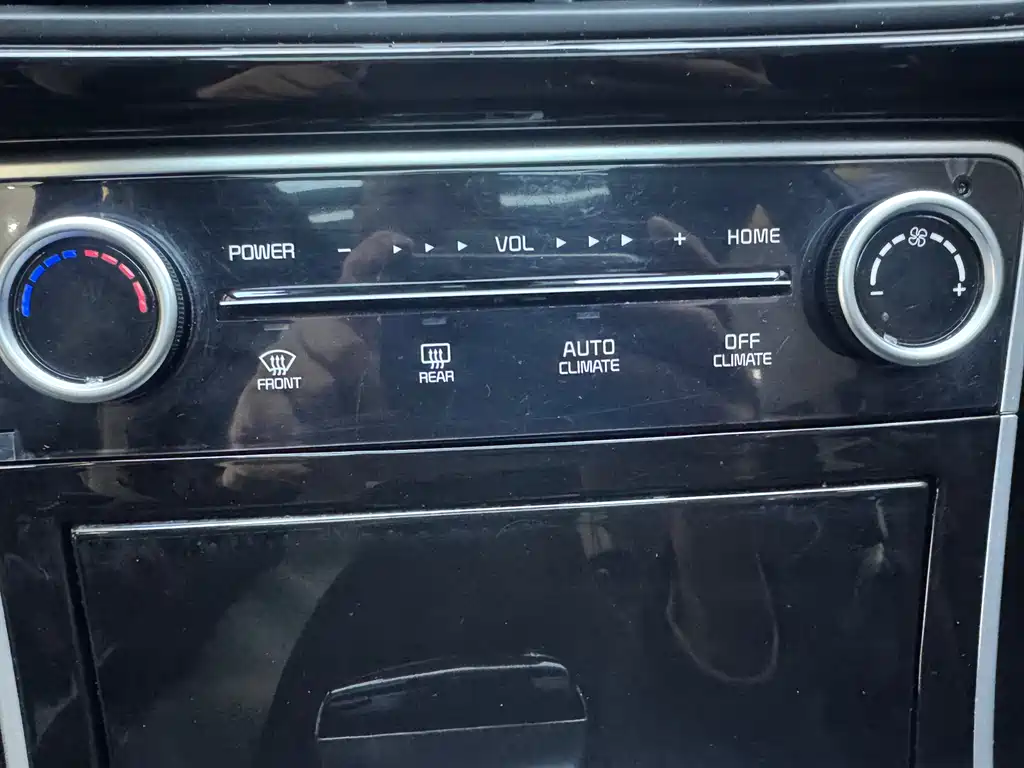 POWER - VOL + HOME
FRONT
REAR
AUTO
CLIMATE
OFF
CLIMATE
- +